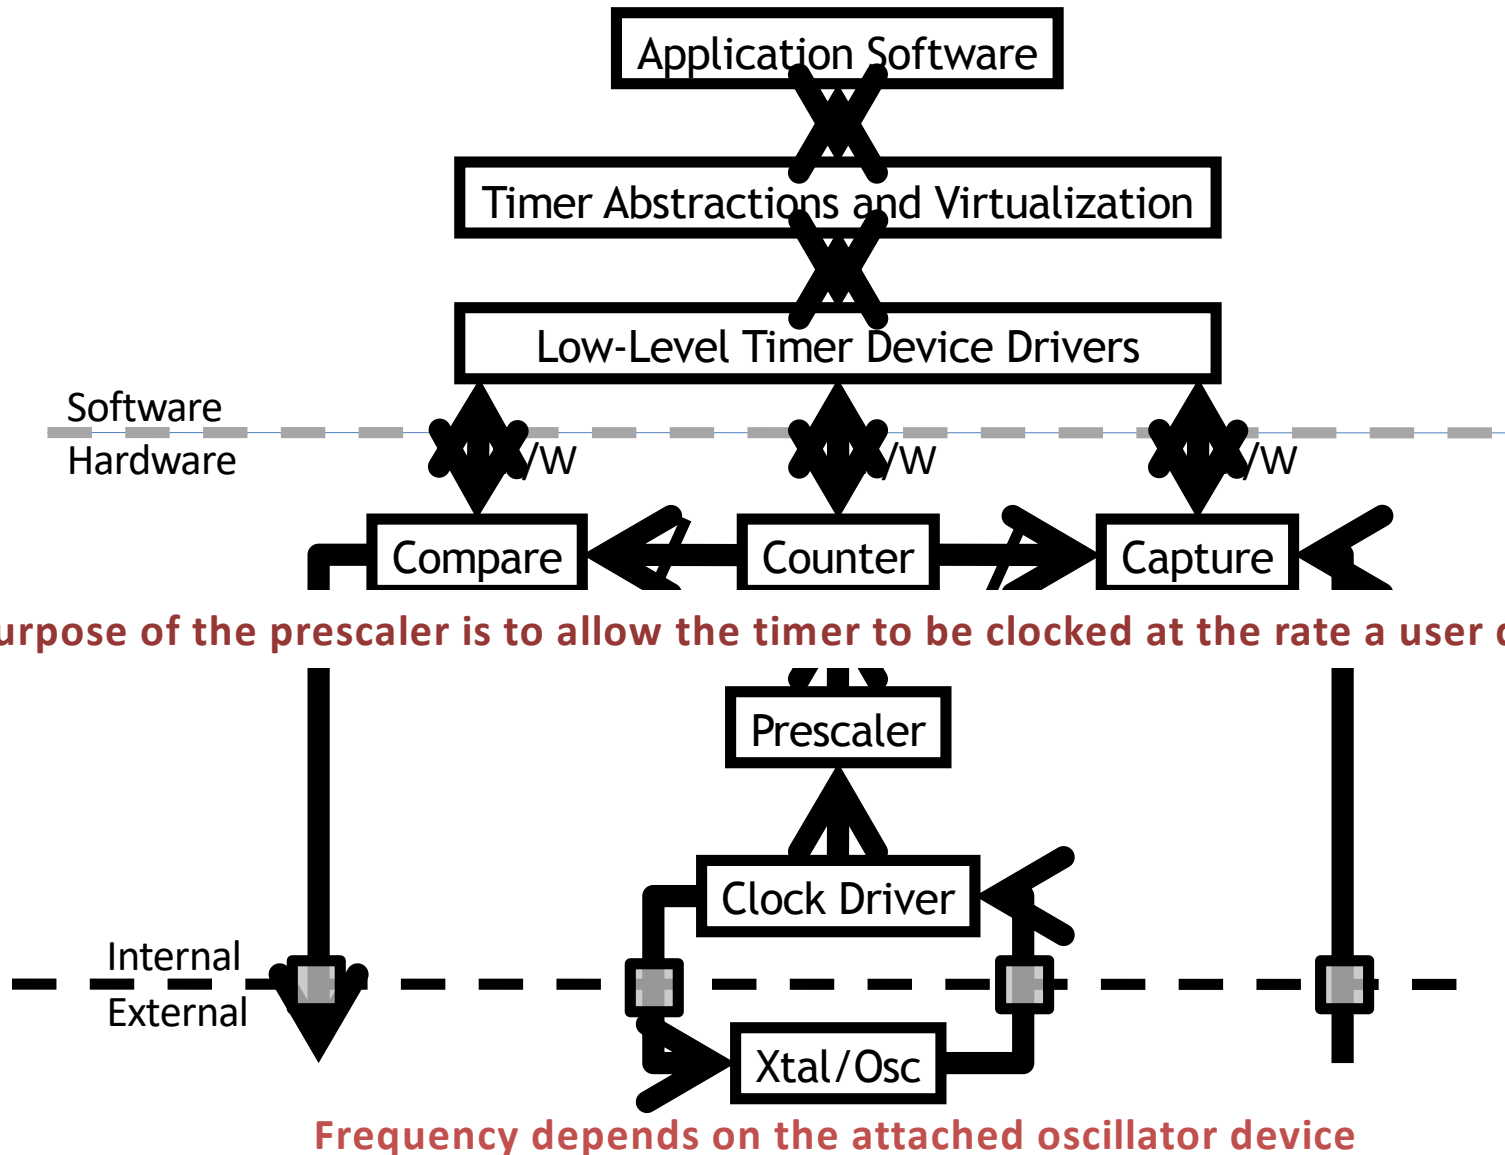 Application Software
Timer Abstractions and Virtualization
Low-Level Timer Device Drivers
Software
Hardware
/W /W /W
Compare Counter Capture
urpose of the prescaler is to allow the timer to be clocked at the rate a user
Prescaler
Clock Driver
Internal
External
Xtal/Osc
Frequency depends on the attached oscillator device